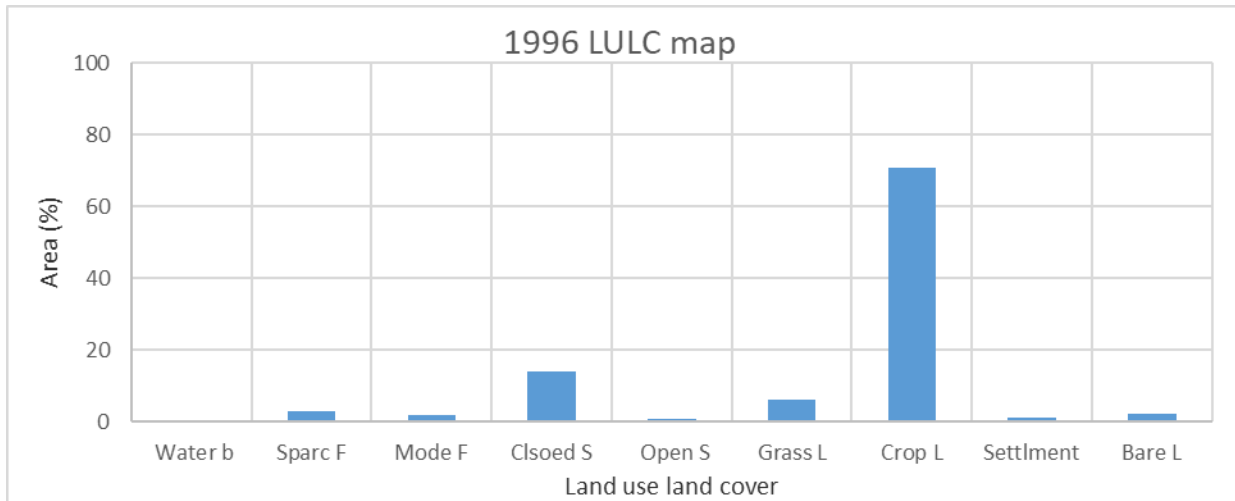 1996 LULC map
100
80
60
40
20
0
Area (%)
Water b Sparc F Mode F Clsoed S Open S Grass L Crop L Settlment Bare L
Land use land cover